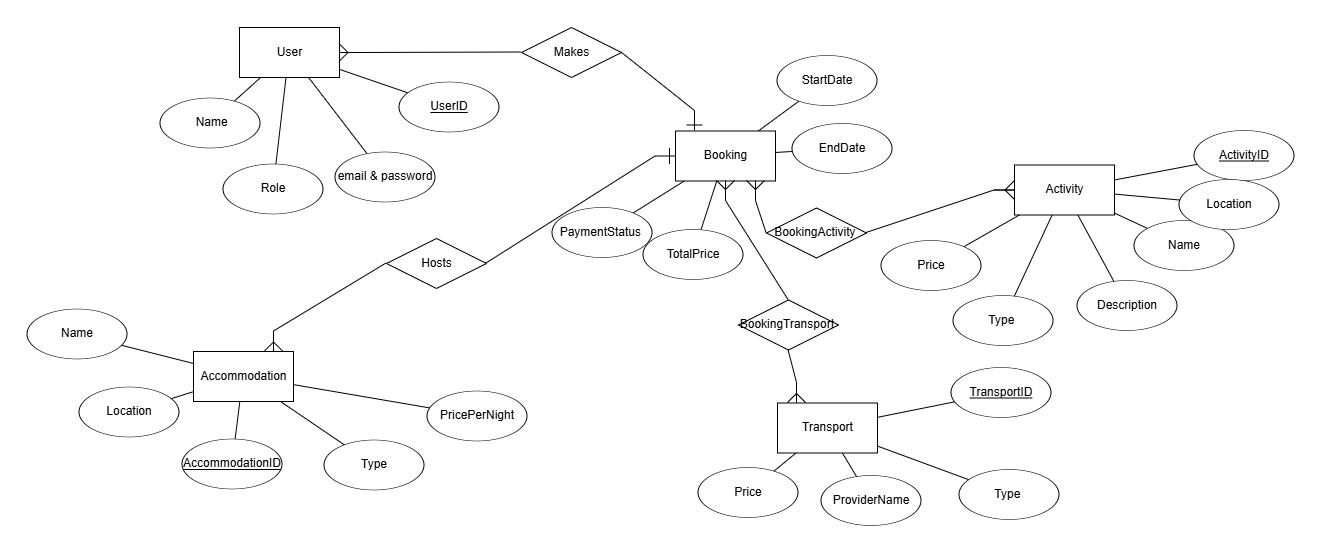 User
Makes
StartDate
UserID
Name
EndDate
Booking
ActivityID
email & password
Role
Activity
Location
PaymentStatus
BookingActivity
Name
TotalPrice
Hosts
Price
Description
Type
BookingTransport
Name
Accommodation
TransportID
Location
PricePerNight
Transport
AccommodationID
Type
Price
ProviderName
Type